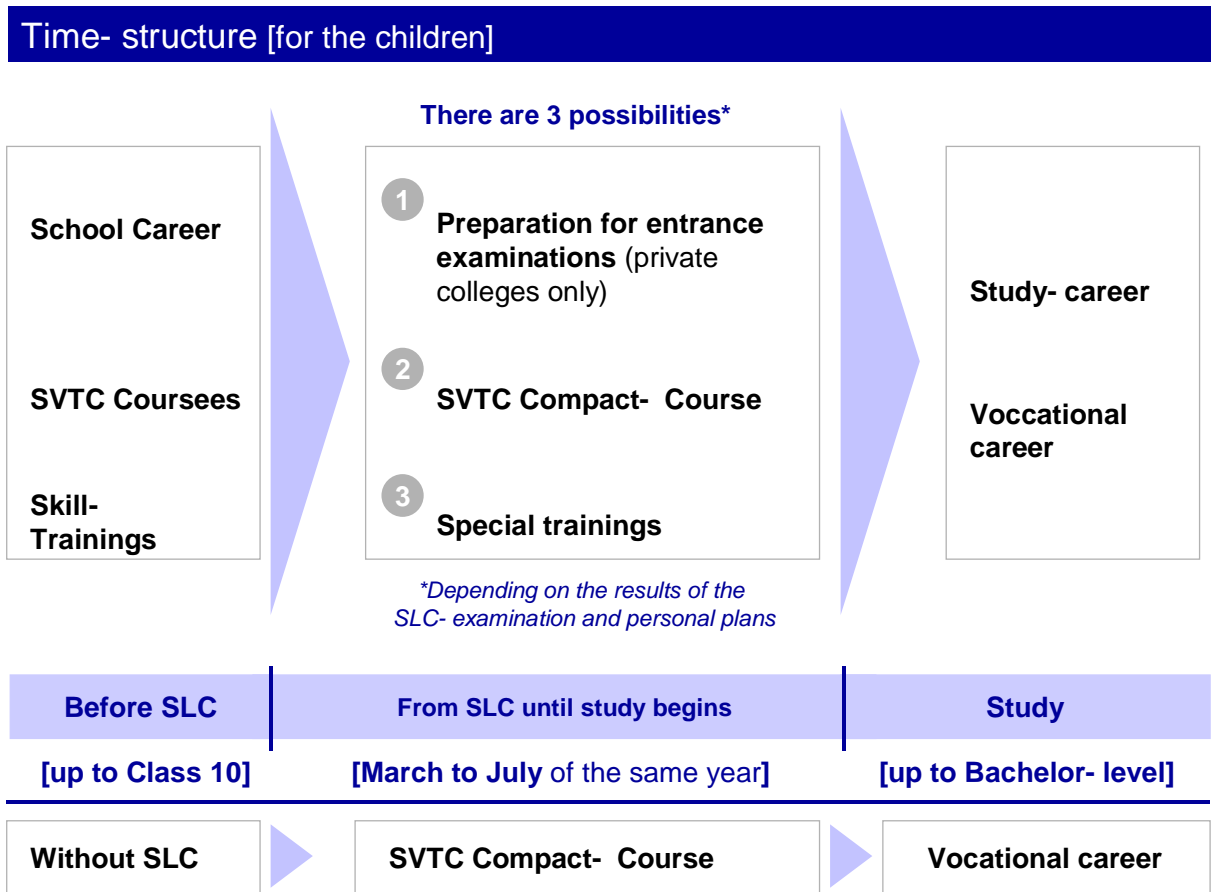 Time- structure [for the children]
There are 3 possibilities*
School Career
SVTC Coursees
Skill-
Trainings
1
Preparation for entrance
examinations (private
colleges only)
2
SVTC Compact- Course
3
Special trainings
Study- career
Voccational
career
*Depending on the results of the
SLC- examination and personal plans
Before SLC
From SLC until study begins
Study
[up to Class 10]
[March to July of the same year]
[up to Bachelor- level]
Without SLC
SVTC Compact- Course
Vocational career